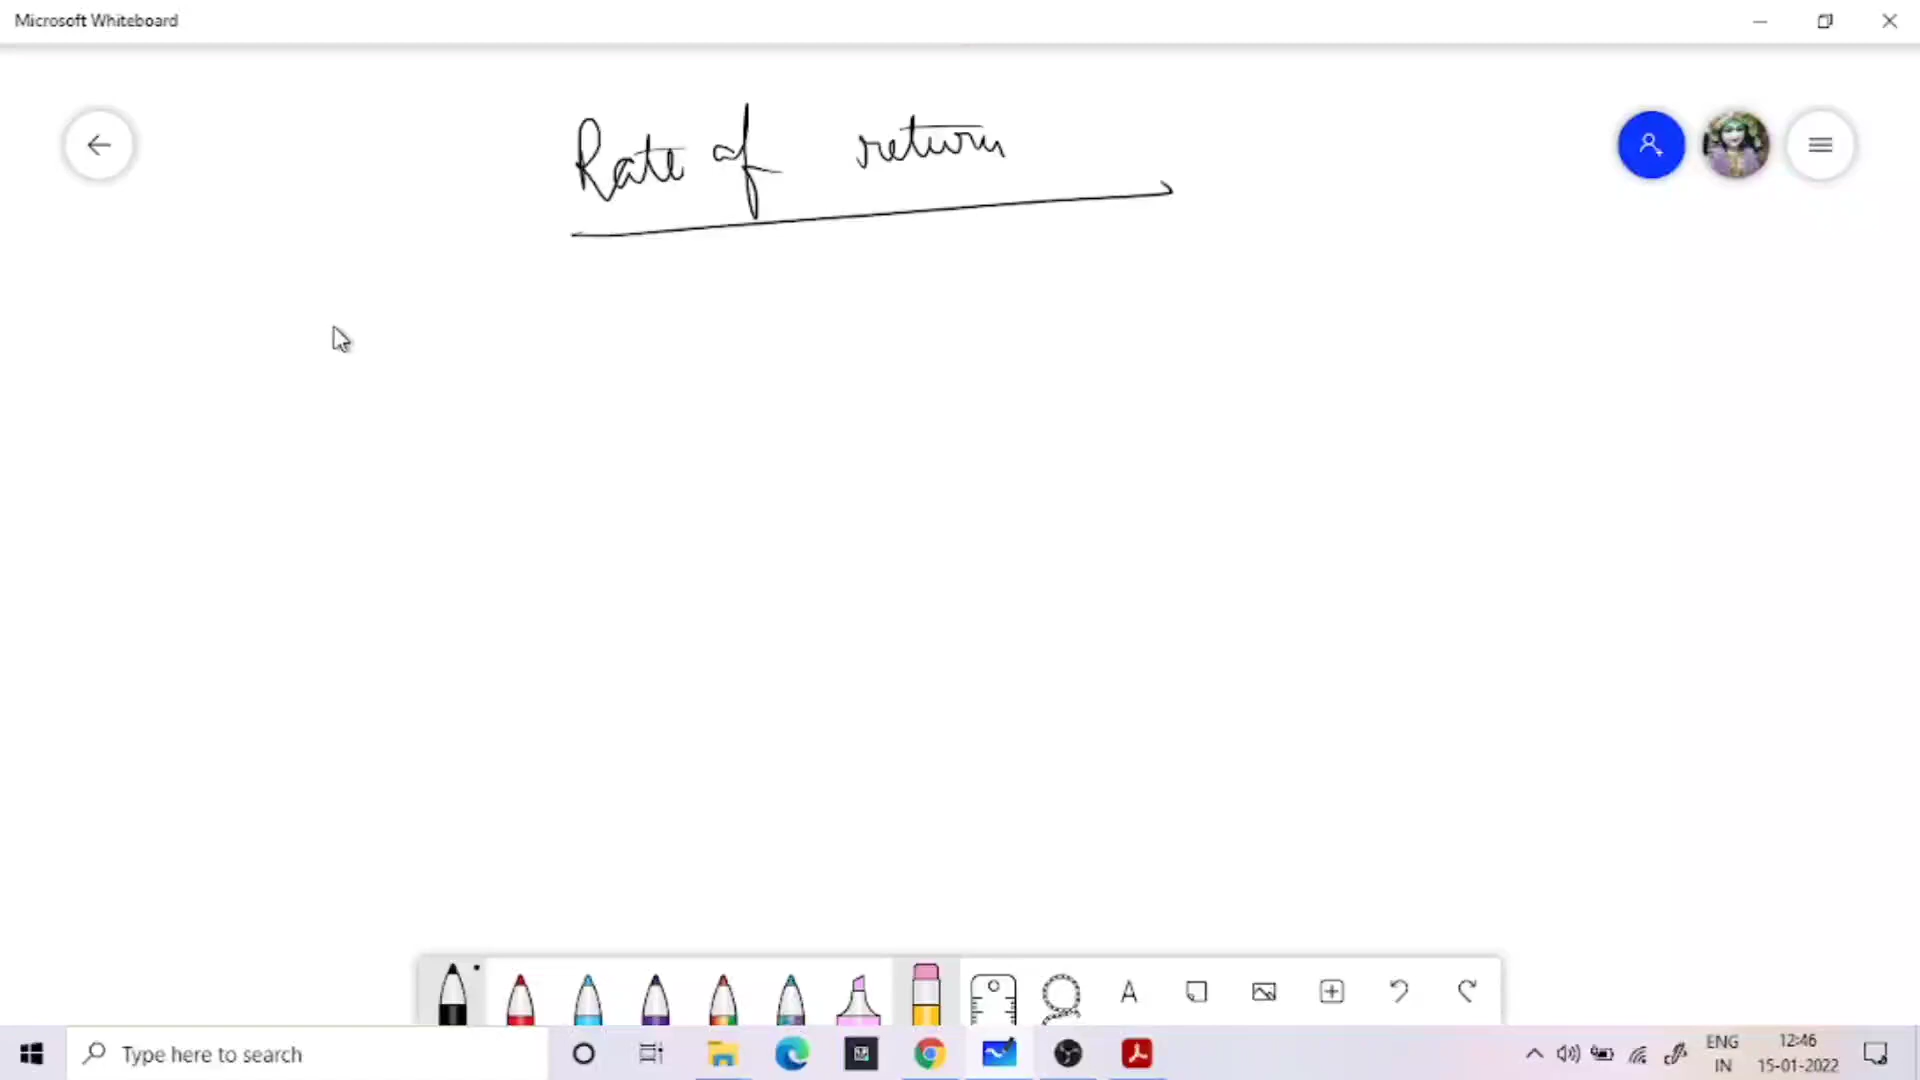 Microsoft Whiteboard
Rate of return
A
Type here to search
ENG
IN
12:46
15-01-2022